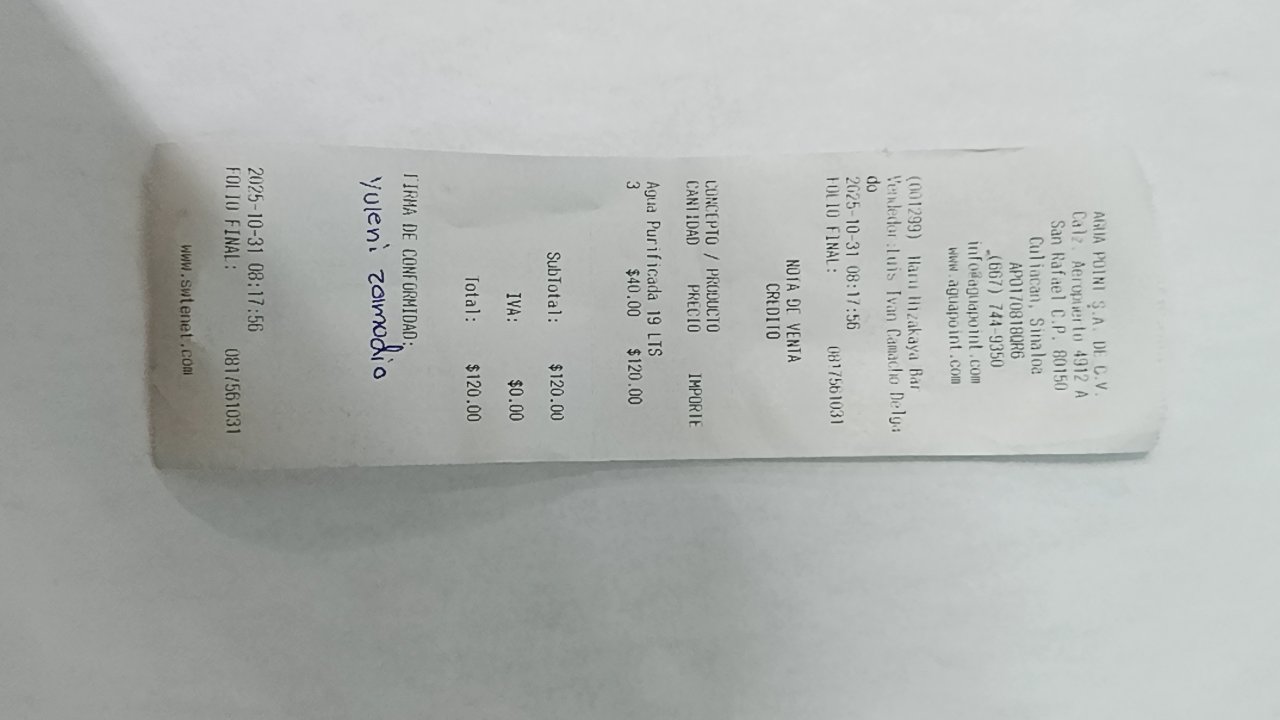 AGUA POINT S.A. DE C.V.
Calz. Aeropuerto 4912 A
San Rafael C.P. 80150
Culiacan, Sinaloa
APO170818QR6
(667) 744-9350
info@aguapoint.com
www.aguapoint.com
(001299) Haru Hizakaya Bar
Vendedor:Luis Ivan Camacho Delga
do
2025-10-31 08:17:56 0817561031
FOLIO FINAL:
NOTA DE VENTA
CREDITO
CONCEPTO / PRODUCTO
CANTIDAD PRECIO IMPORTE
Agua Purificada 19 LTS
3 $40.00 $120.00
SubTotal: $120.00
IVA: $0.00
Total: $120.00
FIRMA DE CONFORMIDAD:
Yuleni zamudio
2025-10-31 08:17:56
FOLIO FINAL: 0817561031
www.swtenet.com